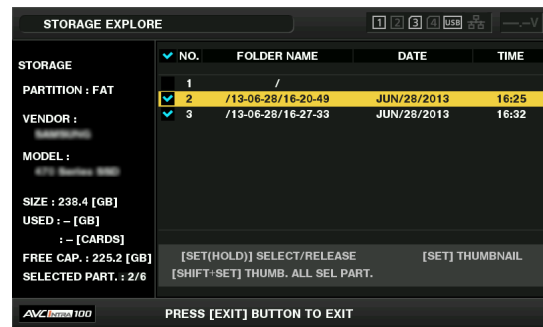 STORAGE EXPLORE
1 2 3 4 USB --.-V
STORAGE
PARTITION : FAT
VENDOR :
MODEL :
SIZE : 238.4 [GB]
USED : – [GB]
: – [CARDS]
FREE CAP. : 225.2 [GB]
SELECTED PART. : 2/6
NO. FOLDER NAME DATE TIME
1 /
2 /13-06-28/16-20-49 JUN/28/2013 16:25
3 /13-06-28/16-27-33 JUN/28/2013 16:32
[SET(HOLD)] SELECT/RELEASE [SET] THUMBNAIL
[SHIFT+SET] THUMB. ALL SEL PART.
AVC INTRA 100 PRESS [EXIT] BUTTON TO EXIT